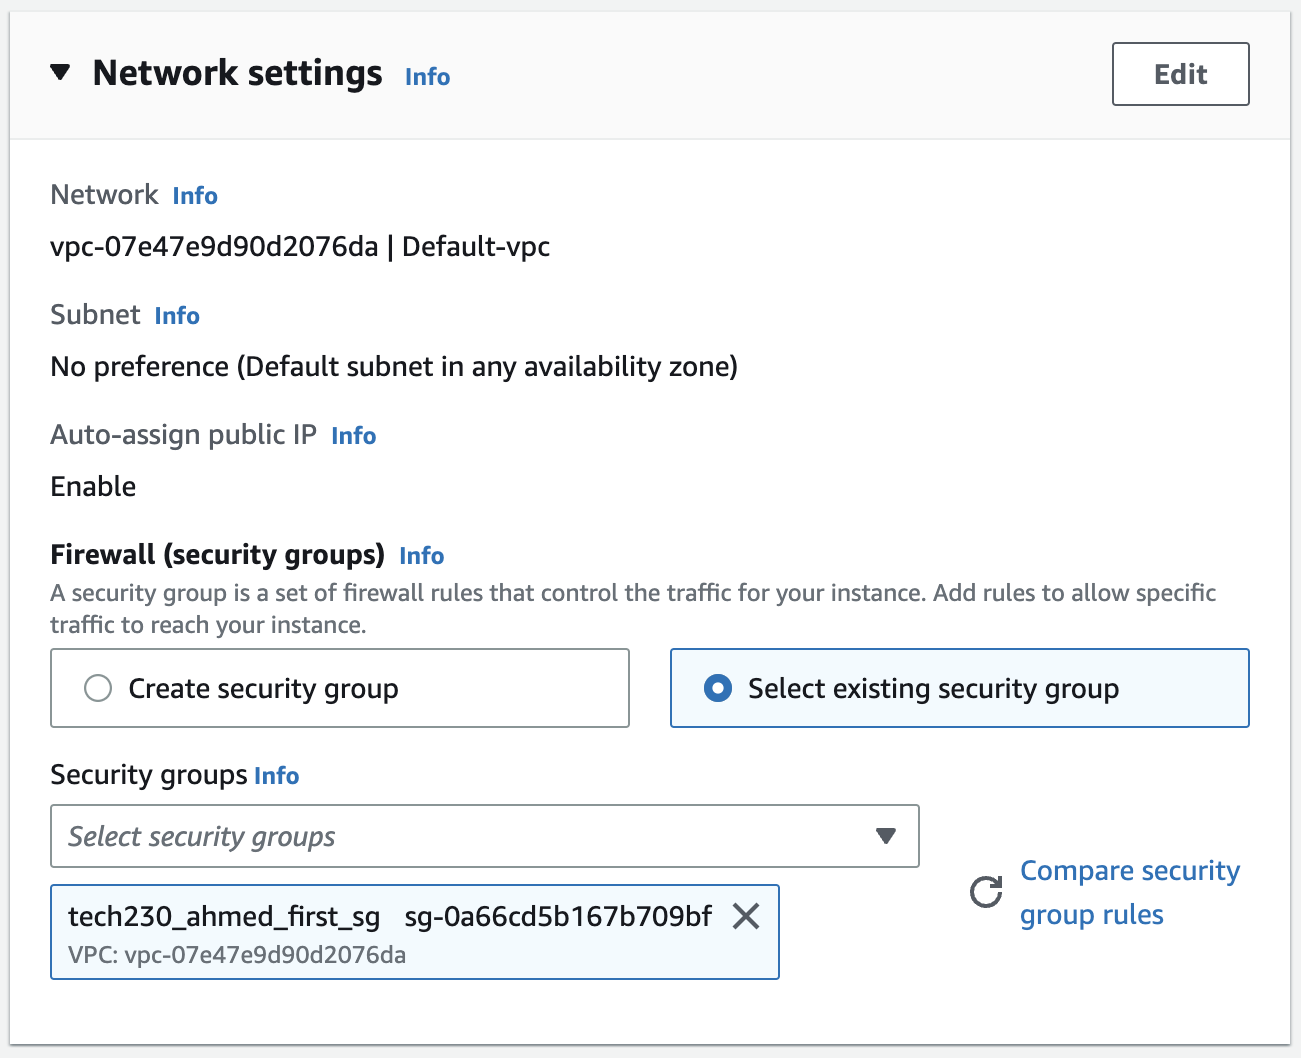 Network settings Info
Edit
Network Info
vpc-07e47e9d90d2076da | Default-vpc
Subnet Info
No preference (Default subnet in any availability zone)
Auto-assign public IP Info
Enable
Firewall (security groups) Info
A security group is a set of firewall rules that control the traffic for your instance. Add rules to allow specific
traffic to reach your instance.
Create security group
Select existing security group
Security groups Info
Select security groups
tech230_ahmed_first_sg sg-0a66cd5b167b709bf
VPC: vpc-07e47e9d90d2076da
Compare security
group rules